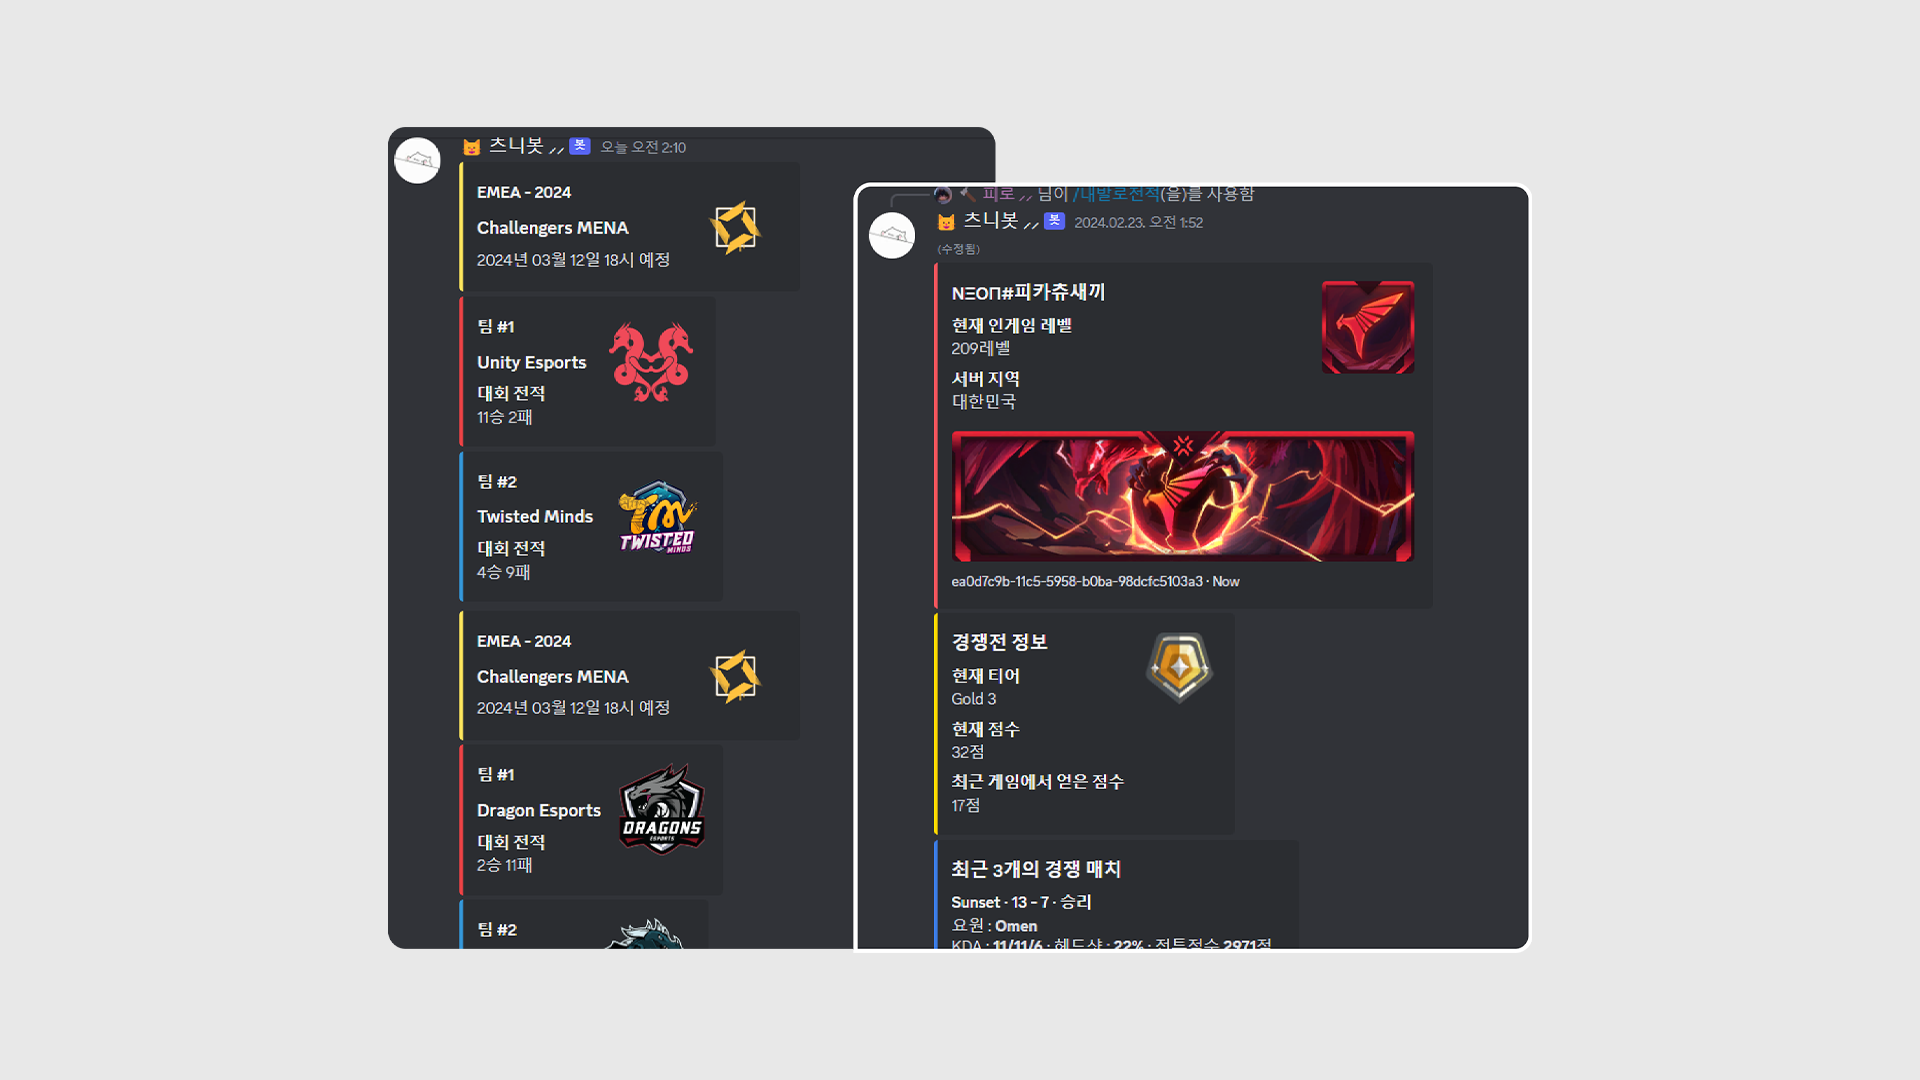 츠니봇 ⸝⸝ 봇 오늘 오전 2:10
EMEA - 2024
Challengers MENA
2024년 03월 12일 18시 예정
팀 #1
Unity Esports
대회 전적
11승 2패
팀 #2
Twisted Minds
대회 전적
4승 9패
TM
TWISTED
MINDS
EMEA - 2024
Challengers MENA
2024년 03월 12일 18시 예정
팀 #1
Dragon Esports
대회 전적
2승 11패
DRAGONS
ESPORTS
팀 #2
피로 ⸝⸝ 님이 /내발로전적(을)를 사용함
츠니봇 ⸝⸝ 봇 2024.02.23. 오전 1:52
(수정됨)
NΞOП#피카츄새끼
현재 인게임 레벨
209레벨
서버 지역
대한민국
ea0d7c9b-11c5-5958-b0ba-98dcfc5103a3 · Now
경쟁전 정보
현재 티어
Gold 3
현재 점수
32점
최근 게임에서 얻은 점수
17점
최근 3개의 경쟁 매치
Sunset · 13 - 7 · 승리
요원 : Omen
KDA : 11/11/6 · 헤드샷 : 22% · 전투점수 2971점